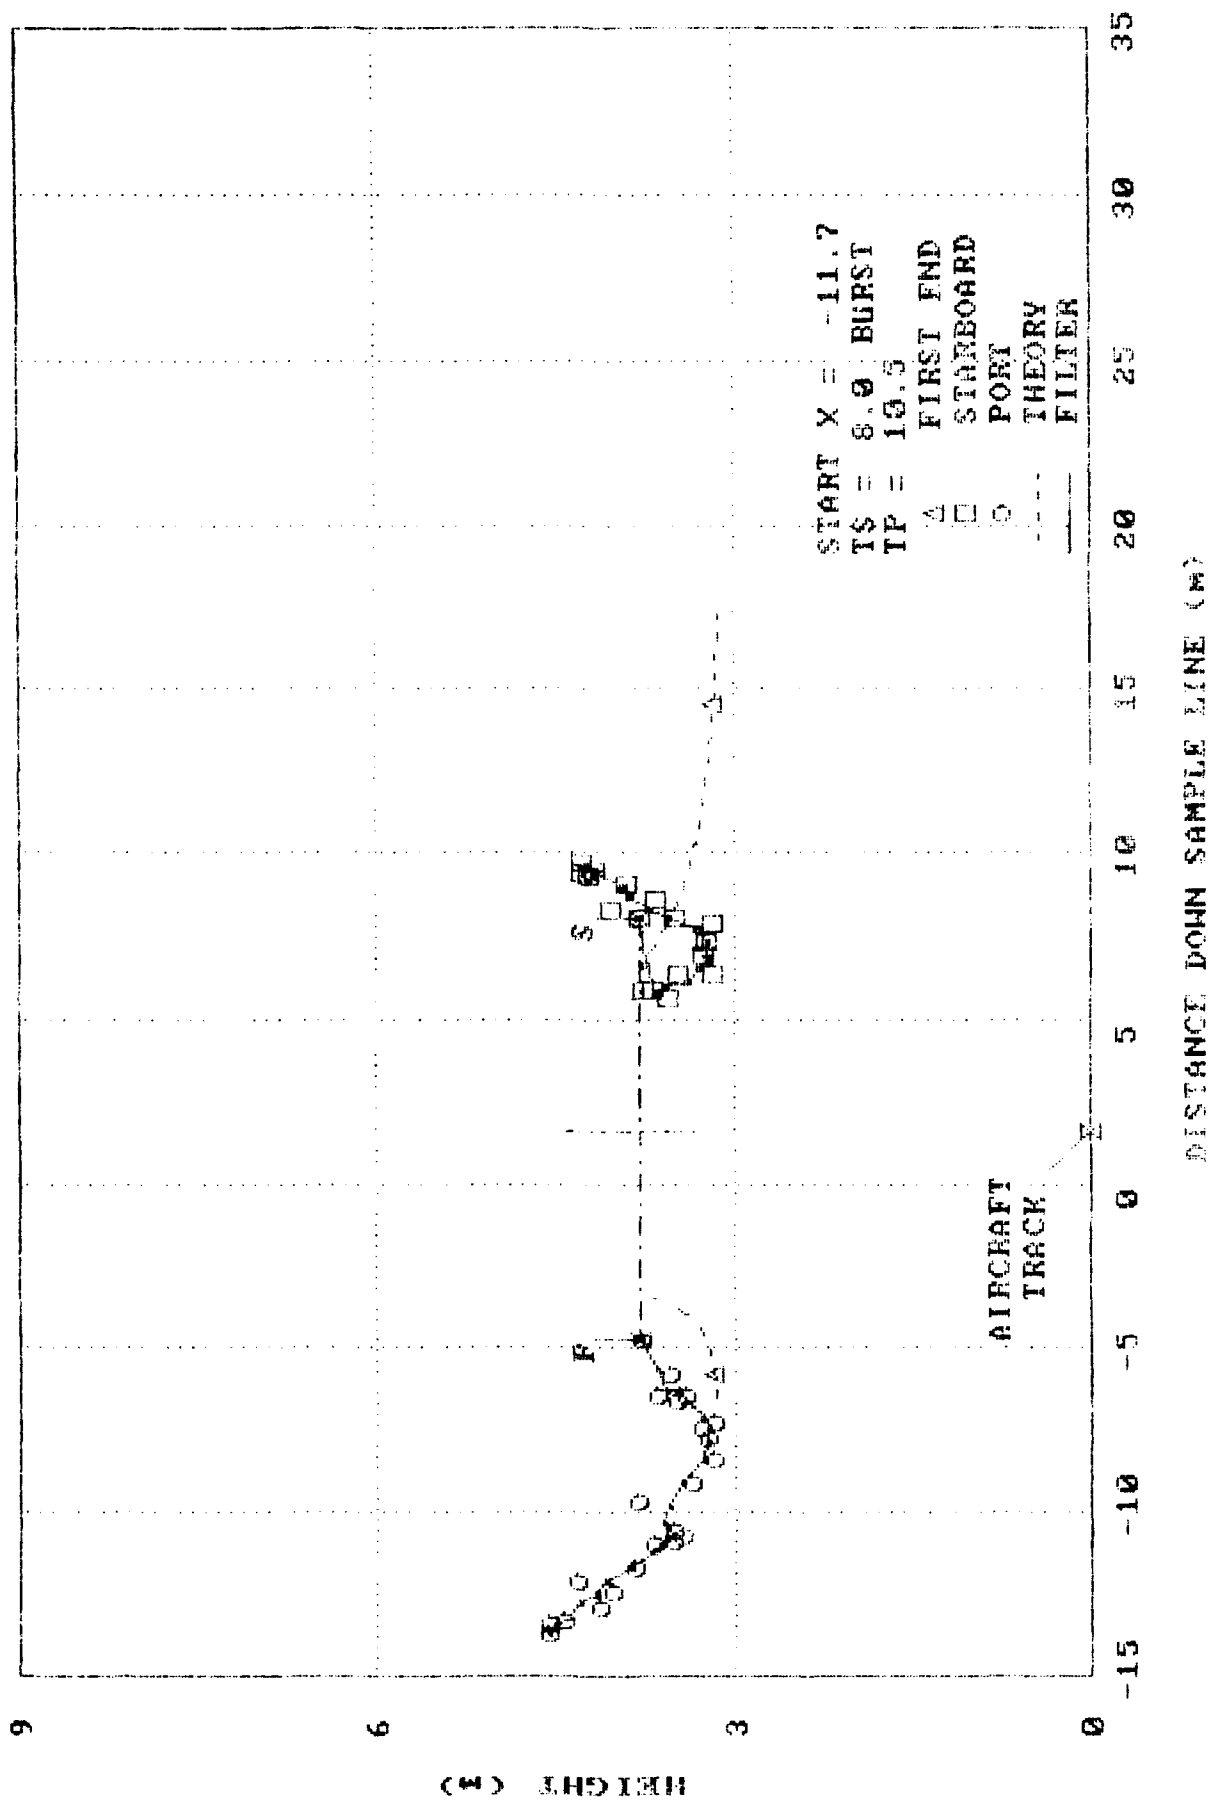 9
6
3
0
HEIGHT (m)
-15
-10
-5
0
5
10
15
20
25
30
35
DISTANCE DOWN SAMPLE LINE (m)
P
S
AIRCRAFT
TRACK
START X = -11.7
TS = 8.0 BURST
TP = 10.5
FIRST END
STARBOARD
PORT
THEORY
FILTER